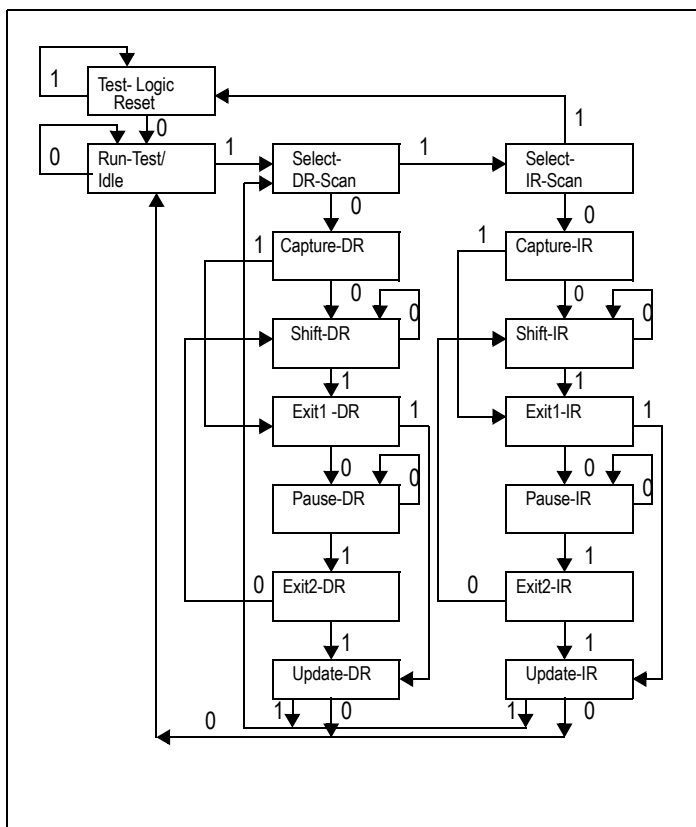 1
Test- Logic
Reset
0
1
0
Run-Test/
Idle
1
Select-
DR-Scan
1
Select-
IR-Scan
0
0
1
Capture-DR
1
Capture-IR
0
0
0
0
Shift-DR
Shift-IR
1
1
Exit1 -DR
1
Exit1-IR
1
0
0
0
0
Pause-DR
Pause-IR
1
1
0
Exit2-DR
0
Exit2-IR
1
1
Update-DR
Update-IR
0
1
0
1
0